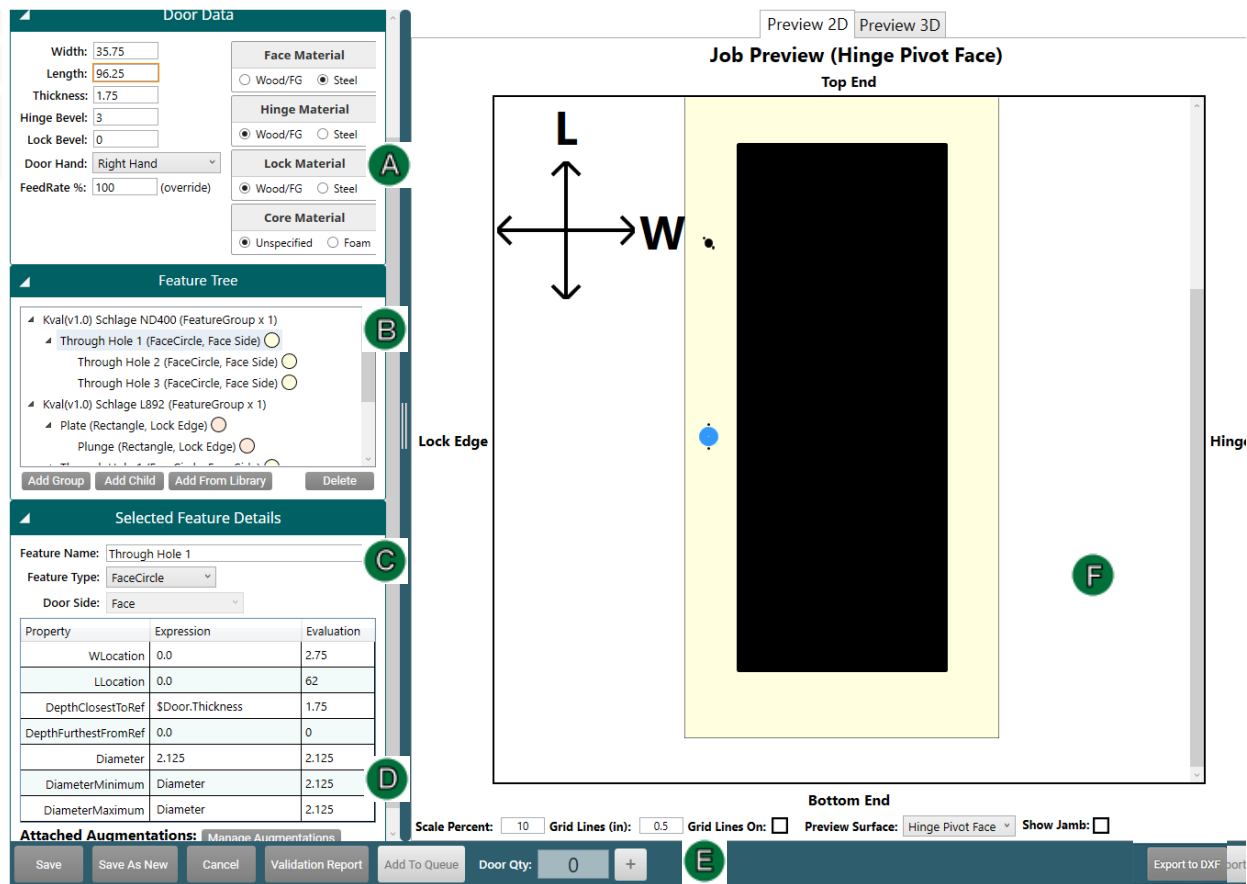 Door Data
Width: 35.75
Length: 96.25
Thickness: 1.75
Hinge Bevel: 3
Lock Bevel: 0
Door Hand: Right Hand
FeedRate %: 100 (override)
Face Material
Wood/FG Steel
Hinge Material
Wood/FG Steel
Lock Material
Wood/FG Steel
Core Material
Unspecified Foam
A
Feature Tree
Kval(v1.0) Schlage ND400 (FeatureGroup x 1)
Through Hole 1 (FaceCircle, Face Side)
Through Hole 2 (FaceCircle, Face Side)
Through Hole 3 (FaceCircle, Face Side)
Kval(v1.0) Schlage L892 (FeatureGroup x 1)
Plate (Rectangle, Lock Edge)
Plunge (Rectangle, Lock Edge)
B
Add Group Add Child Add From Library Delete
Selected Feature Details
Feature Name: Through Hole 1
Feature Type: FaceCircle
Door Side: Face
C
Property Expression Evaluation
WLocation 0.0 2.75
LLocation 0.0 62
DepthClosestToRef $Door.Thickness 1.75
DepthFurthestFromRef 0.0 0
Diameter 2.125 2.125
DiameterMinimum Diameter 2.125
DiameterMaximum Diameter 2.125
D
Attached Augmentations: Manage Augmentations
Preview 2D Preview 3D
Job Preview (Hinge Pivot Face)
Top End
L
W
Lock Edge
Hinge
F
Bottom End
Scale Percent: 10 Grid Lines (in): 0.5 Grid Lines On: Preview Surface: Hinge Pivot Face Show Jamb:
Save Save As New Cancel Validation Report Add To Queue Door Qty: 0 + E Export to DXF port